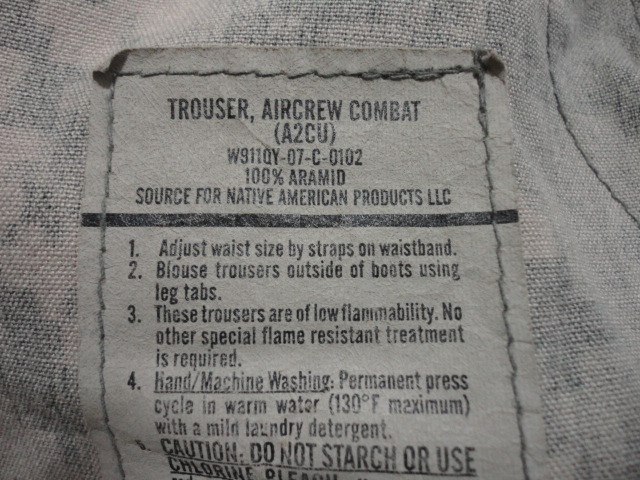 TROUSER, AIRCREW COMBAT
(A2CU)
W911QY-07-C-0102
100% ARAMID
SOURCE FOR NATIVE AMERICAN PRODUCTS LLC
1. Adjust waist size by straps on waistband.
2. Blouse trousers outside of boots using
leg tabs.
3. These trousers are of low flammability. No
other special flame resistant treatment
is required.
4. Hand/Machine Washing: Permanent press
cycle in warm water (130°F maximum)
with a mild laundry detergent.
CAUTION: DO NOT STARCH OR USE
CHLORINE BLEACH